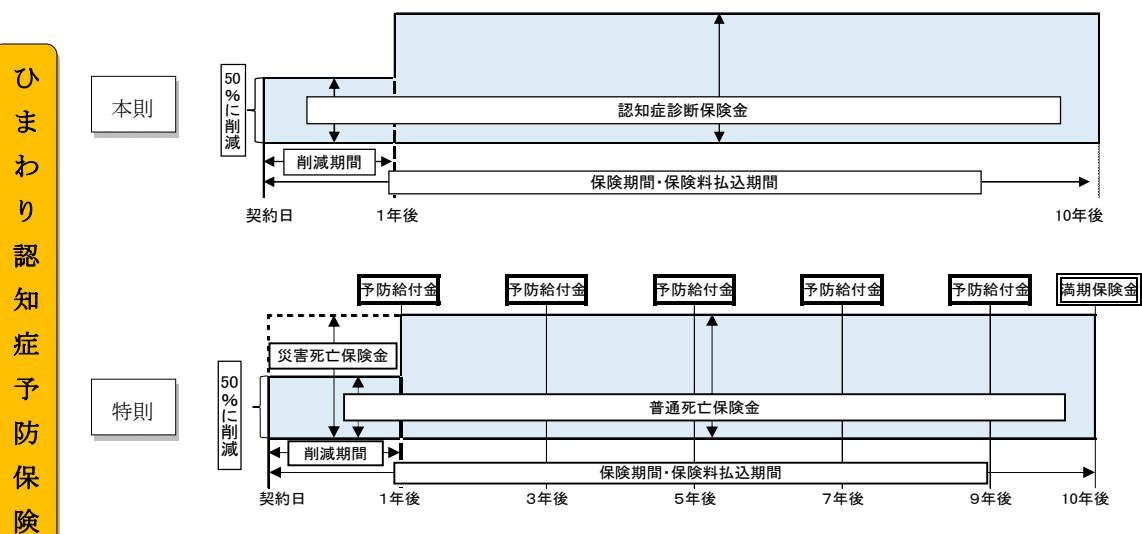 ひまわり認知症予防保険
本則
50%に削減
認知症診断保険金
削減期間
保険期間・保険料払込期間
契約日
1年後
10年後
予防給付金
予防給付金
予防給付金
予防給付金
予防給付金
満期保険金
特則
災害死亡保険金
50%に削減
普通死亡保険金
削減期間
保険期間・保険料払込期間
契約日
1年後
3年後
5年後
7年後
9年後
10年後